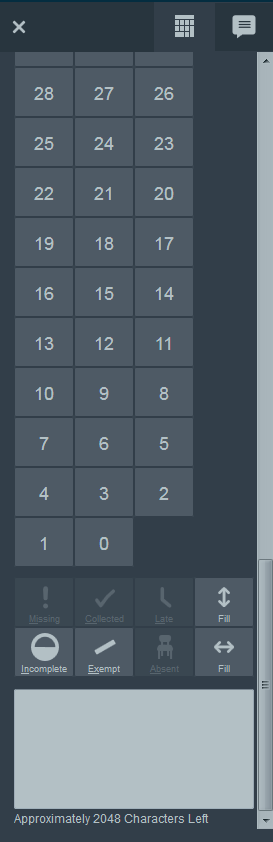 28 27 26
25 24 23
22 21 20
19 18 17
16 15 14
13 12 11
10 9 8
7 6 5
4 3 2
1 0
Missing Collected Late Fill
Incomplete Exempt Absent Fill
Approximately 2048 Characters Left